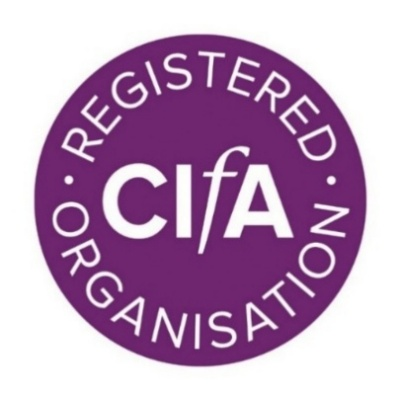 · REGISTERED ·
CIfA
ORGANISATION